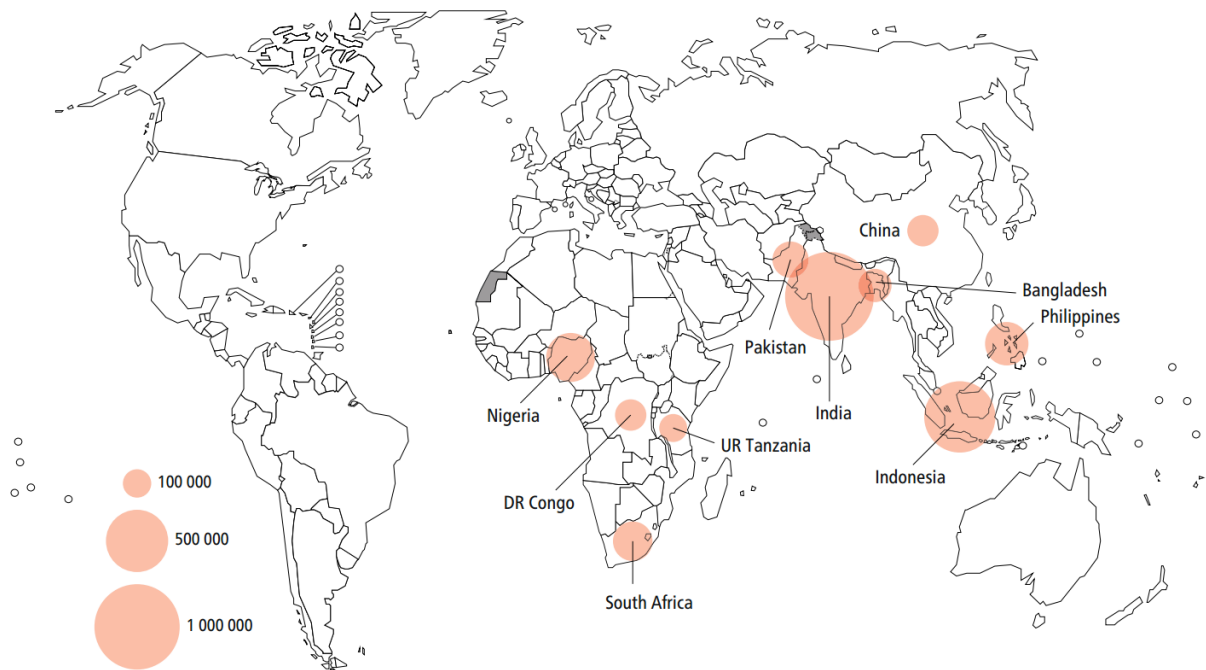 China
Bangladesh
Philippines
Pakistan
Nigeria
India
UR Tanzania
Indonesia
DR Congo
South Africa
100 000
500 000
1 000 000